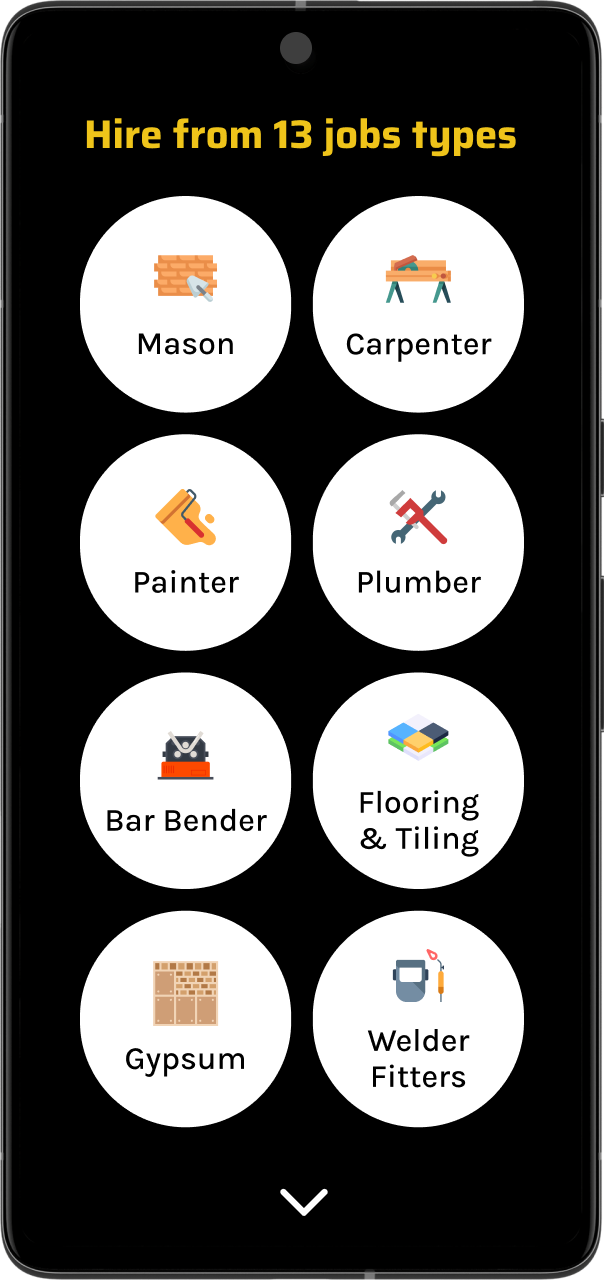 Hire from 13 jobs types
Mason
Carpenter
Painter
Plumber
Bar Bender
Flooring
& Tiling
Gypsum
Welder
Fitters